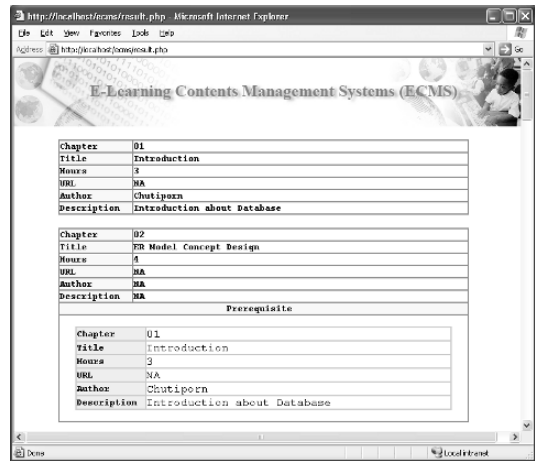 http://localhost/ecms/result.php - Microsoft Internet Explorer
File Edit View Favorites Tools Help
Address http://localhost/ecms/result.php Go
E-Learning Contents Management Systems (ECMS)
Chapter 01
Title Introduction
Hours 3
URL NA
Author Chutiporn
Description Introduction about Database
Chapter 02
Title ER Model Concept Design
Hours 4
URL NA
Author NA
Description NA
Prerequisite
Chapter 01
Title Introduction
Hours 3
URL NA
Author Chutiporn
Description Introduction about Database
Done Local intranet